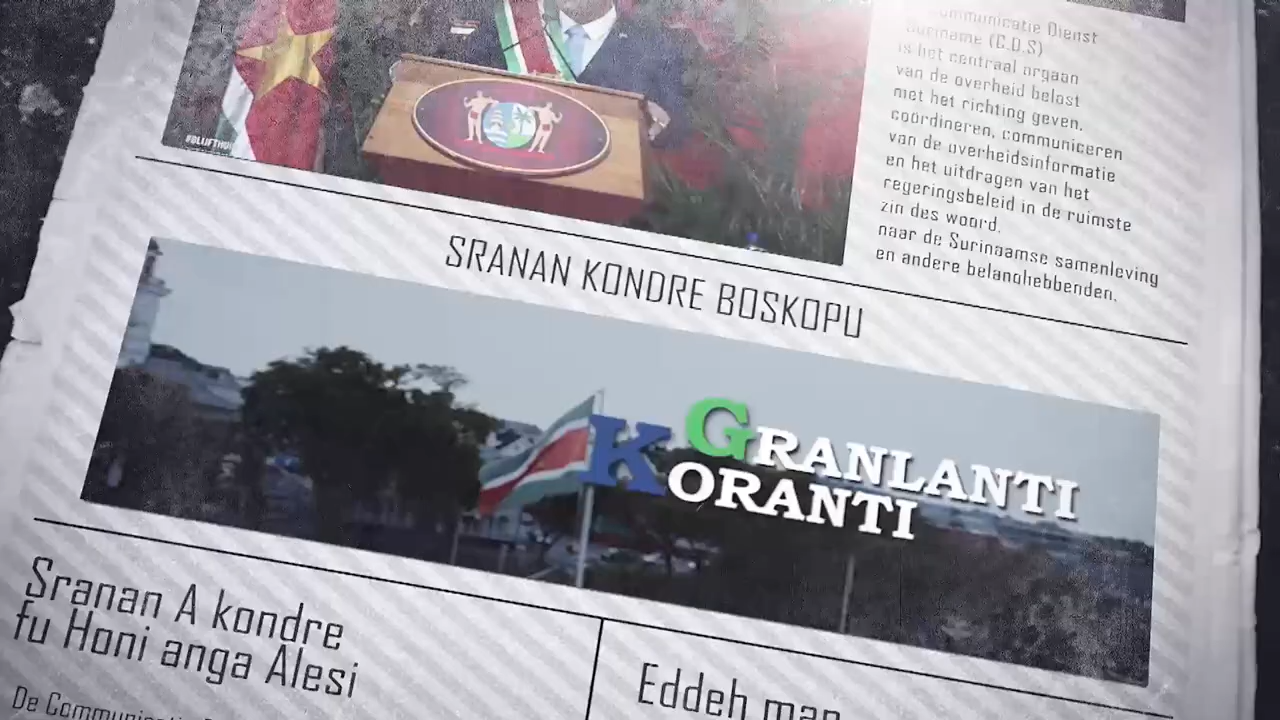 Communicatie Dienst
Suriname (C.D.S)
is het centraal orgaan
van de overheid belast
met het richting geven,
coördineren, communiceren
van de overheidsinformatie
en het uitdragen van het
regeringsbeleid in de ruimste
zin des woord.
naar de Surinaamse samenleving
en andere belanghebbenden.
SRANAN KONDRE BOSKOPU
GRANLANTI
KORANTI
Sranan A kondre
fu Honi anga Alesi
De
Eddeh man